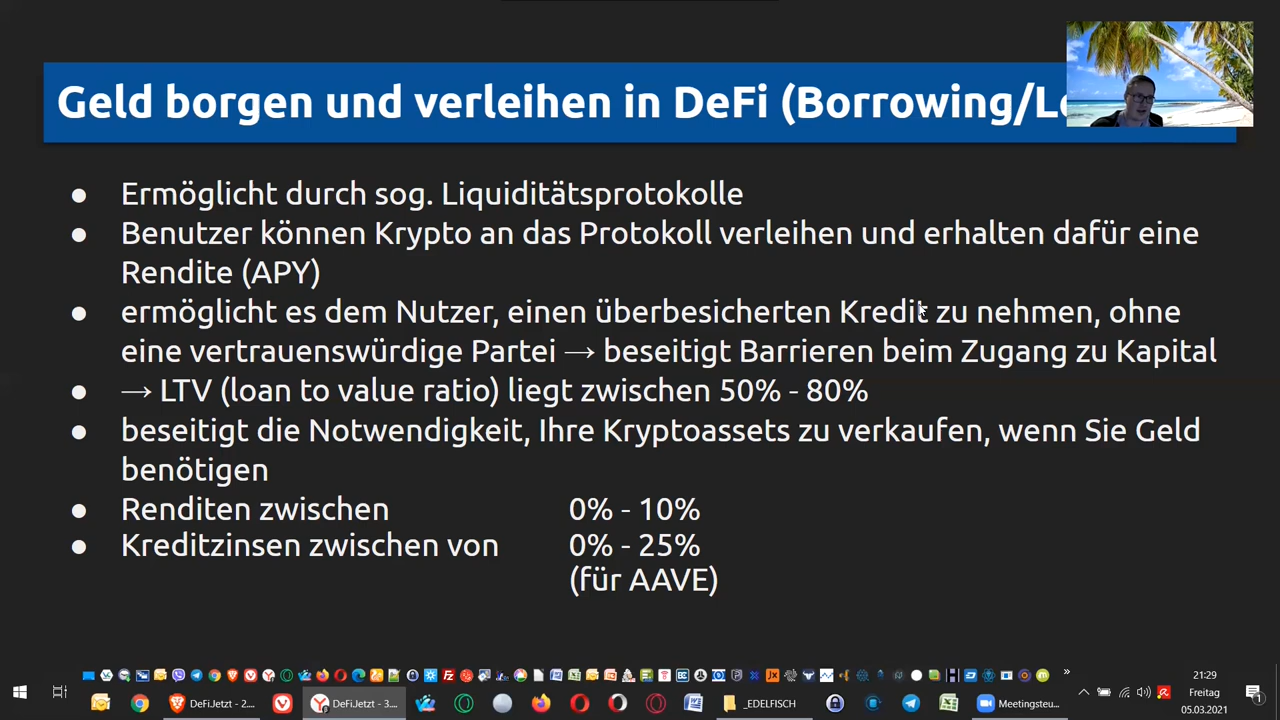 Geld borgen und verleihen in DeFi (Borrowing/
● Ermöglicht durch sog. Liquiditätsprotokolle
● Benutzer können Krypto an das Protokoll verleihen und erhalten dafür eine
Rendite (APY)
● ermöglicht es dem Nutzer, einen überbesicherten Kredit zu nehmen, ohne
eine vertrauenswürdige Partei → beseitigt Barrieren beim Zugang zu Kapital
● → LTV (loan to value ratio) liegt zwischen 50% - 80%
● beseitigt die Notwendigkeit, Ihre Kryptoassets zu verkaufen, wenn Sie Geld
benötigen
● Renditen zwischen 0% - 10%
● Kreditzinsen zwischen von 0% - 25%
(für AAVE)
21:29
DeFiJetzt - 2... DeFiJetzt - 3... _EDELFISCH Meetingsteu... Freitag
05.03.2021